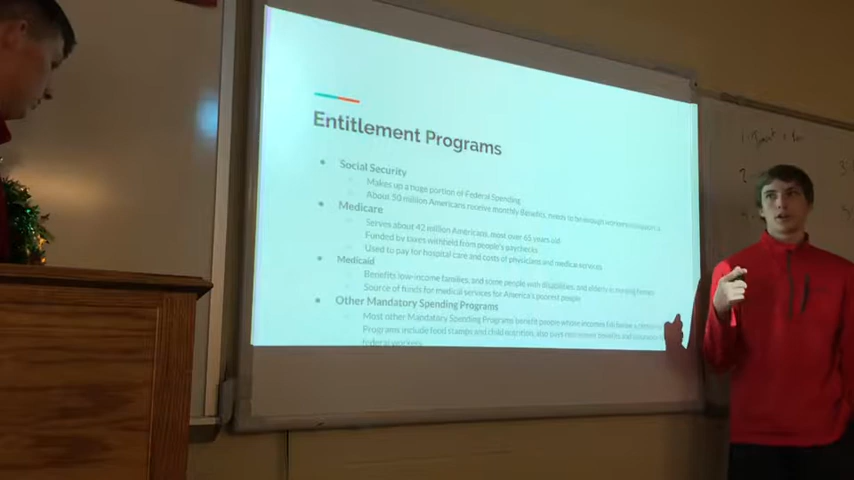 Entitlement Programs
Social Security
Makes up a huge portion of Federal Spending
About 50 million Americans receive monthly Benefits, needs to be enough workers to support it
Medicare
Serves about 42 million Americans, most over 65 years old
Funded by taxes withheld from people's paychecks
Used to pay for hospital care and costs of physicians and medical services
Medicaid
Benefits low-income families, and some people with disabilities, and elderly in nursing homes
Source of funds for medical services for America's poorest people
Other Mandatory Spending Programs
Most other Mandatory Spending Programs benefit people whose incomes fall below a
Programs include food stamps and child nutrition, also pays retirement benefits and insurance
federal workers